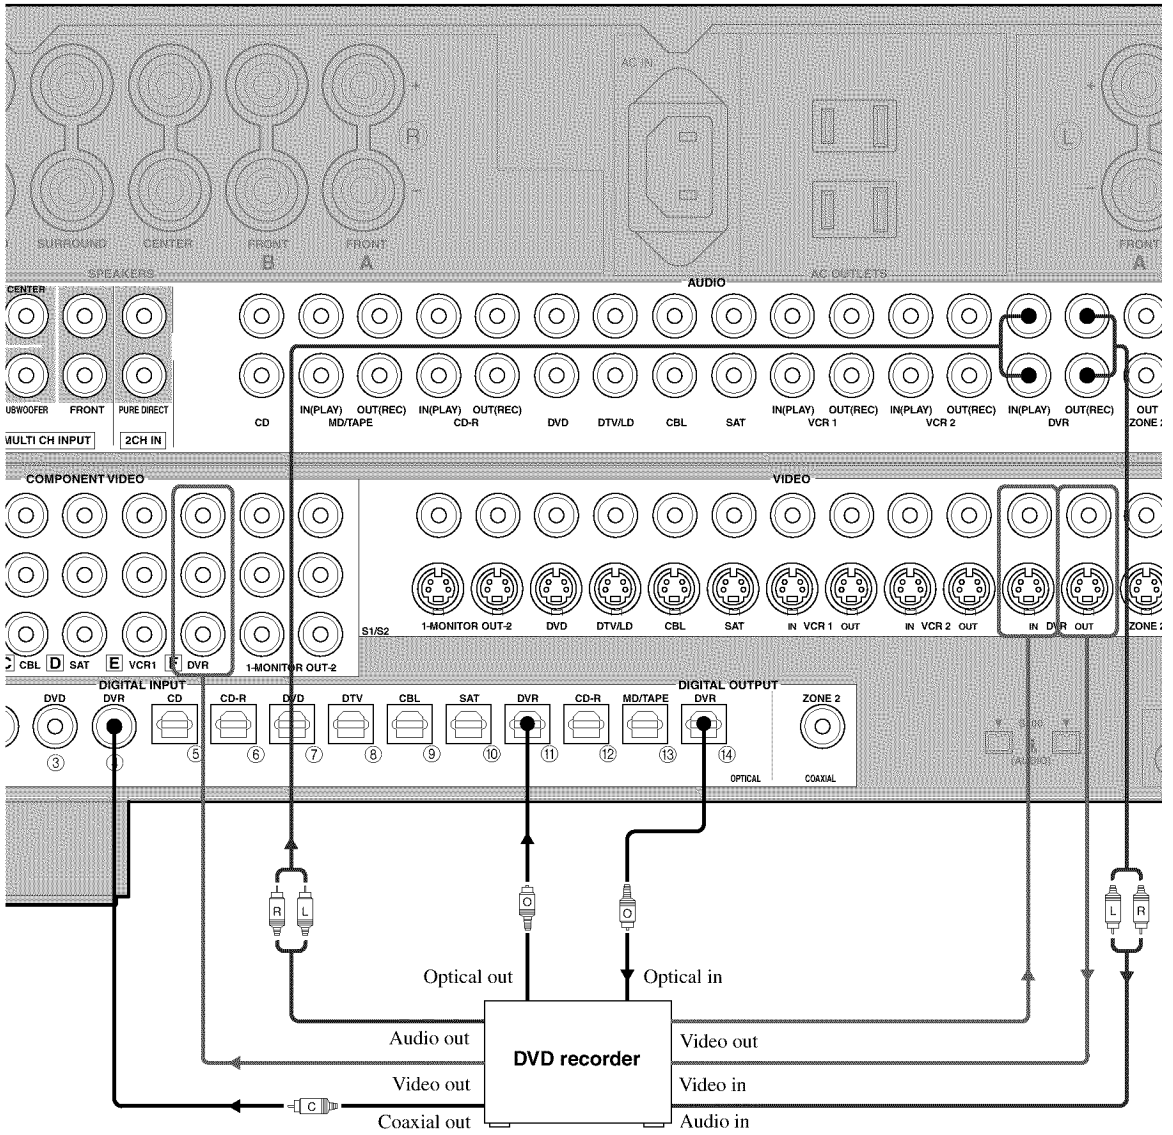 AC IN
+ R L +
− −
SURROUND CENTER FRONT FRONT FRONT
B A A
SPEAKERS AC OUTLETS
AUDIO
CENTER
SUBWOOFER FRONT PURE DIRECT
MULTI CH INPUT 2CH IN
CD IN(PLAY) OUT(REC) IN(PLAY) OUT(REC) DVD DTV/LD CBL SAT IN(PLAY) OUT(REC) IN(PLAY) OUT(REC) IN(PLAY) OUT(REC) OUT
MD/TAPE CD-R VCR 1 VCR 2 DVR ZONE 2
COMPONENT VIDEO VIDEO
S1/S2 1-MONITOR OUT-2 DVD DTV/LD CBL SAT IN VCR 1 OUT IN VCR 2 OUT IN DVR OUT ZONE 2
C CBL D SAT E VCR1 F DVR 1-MONITOR OUT-2
DIGITAL INPUT DIGITAL OUTPUT
DVD DVR CD CD-R DVD DTV CBL SAT DVR CD-R MD/TAPE DVR ZONE 2
③ ④ ⑤ ⑥ ⑦ ⑧ ⑨ ⑩ ⑪ ⑫ ⑬ ⑭
(AUDIO)
OPTICAL COAXIAL
R L O O L R
Optical out Optical in
Audio out Video out
DVD recorder
Video out Video in
C
Coaxial out Audio in